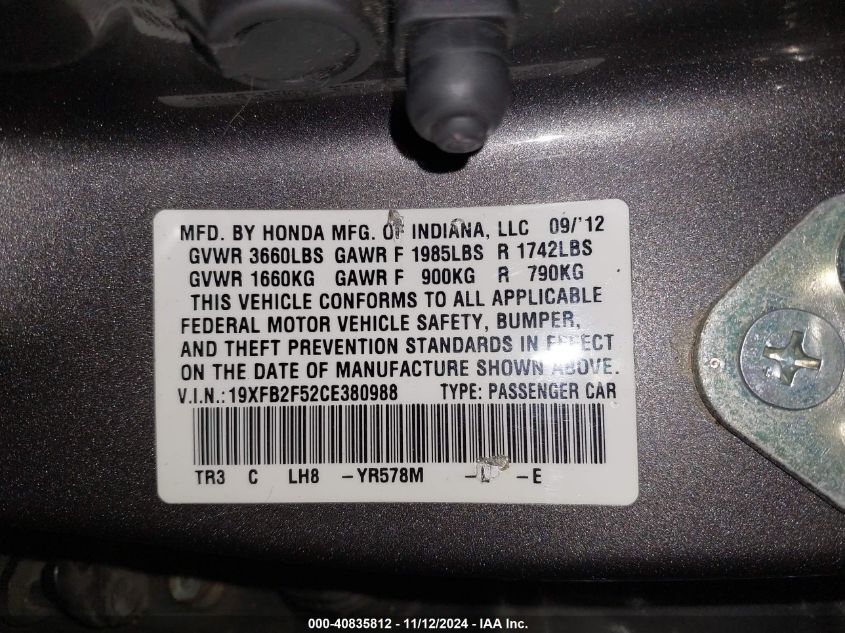 MFD. BY HONDA MFG. OF INDIANA, LLC 09/'12
GVWR 3660LBS GAWR F 1985LBS R 1742LBS
GVWR 1660KG GAWR F 900KG R 790KG
THIS VEHICLE CONFORMS TO ALL APPLICABLE
FEDERAL MOTOR VEHICLE SAFETY, BUMPER,
AND THEFT PREVENTION STANDARDS IN EFFECT
ON THE DATE OF MANUFACTURE SHOWN ABOVE.
V.I.N.: 19XFB2F52CE380988 TYPE: PASSENGER CAR
TR3 C LH8 -YR578M -L -E
000-40835812 - 11/12/2024 - IAA Inc.